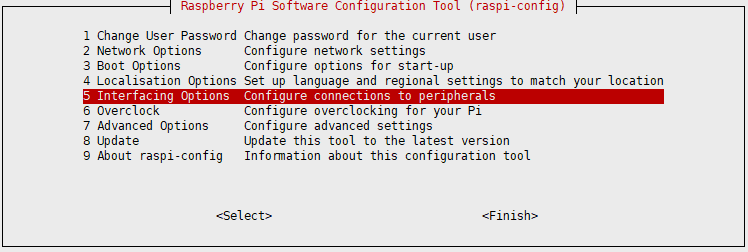 Raspberry Pi Software Configuration Tool (raspi-config)
1 Change User Password Change password for the current user
2 Network Options Configure network settings
3 Boot Options Configure options for start-up
4 Localisation Options Set up language and regional settings to match your location
5 Interfacing Options Configure connections to peripherals
6 Overclock Configure overclocking for your Pi
7 Advanced Options Configure advanced settings
8 Update Update this tool to the latest version
9 About raspi-config Information about this configuration tool
<Select> <Finish>